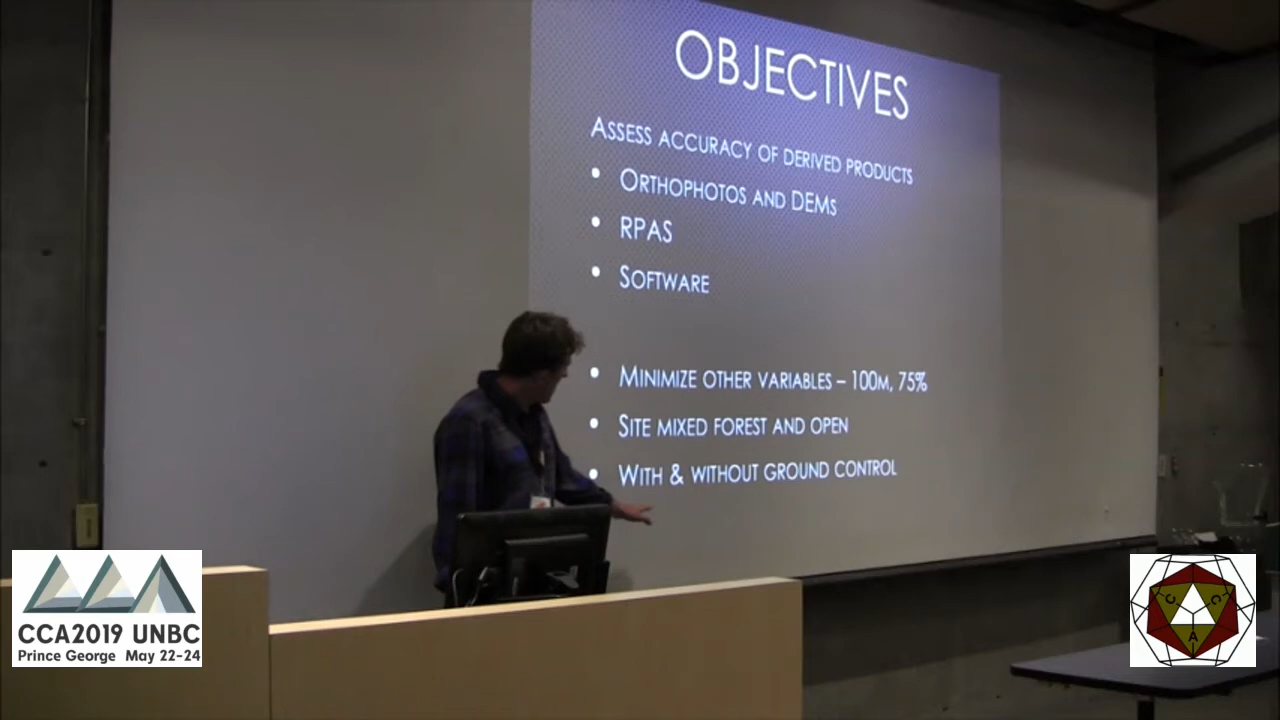 OBJECTIVES
ASSESS ACCURACY OF DERIVED PRODUCTS
• ORTHOPHOTOS AND DEMS
• RPAS
• SOFTWARE
• MINIMIZE OTHER VARIABLES – 100M, 75%
• SITE MIXED FOREST AND OPEN
• WITH & WITHOUT GROUND CONTROL
CCA2019 UNBC
Prince George May 22-24
C C
A